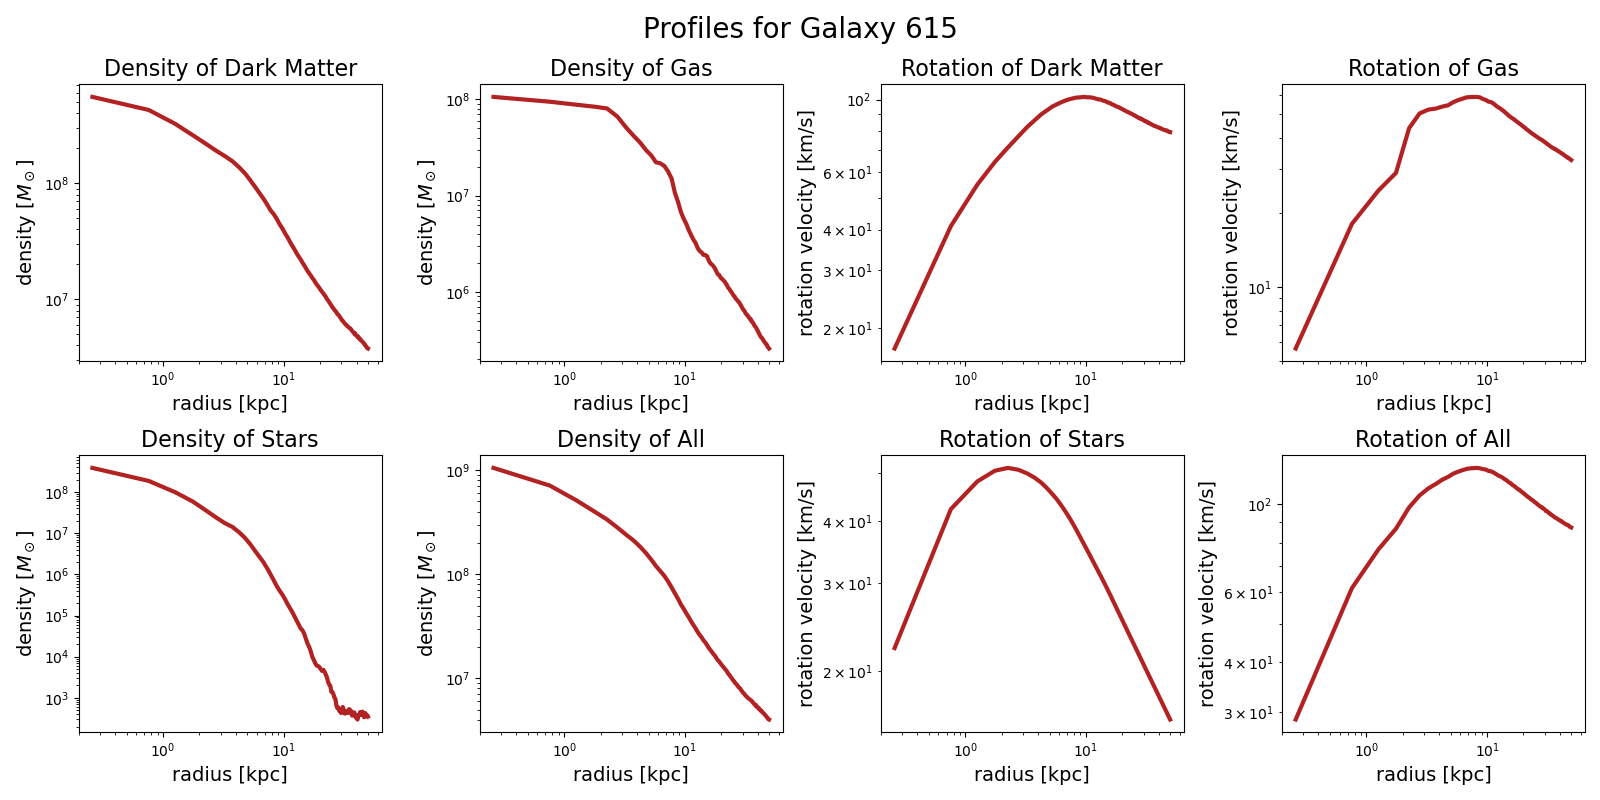 Profiles for Galaxy 615
Density of Dark Matter
density [M⊙]
10⁸
10⁷
10⁰ 10¹
radius [kpc]
Density of Gas
density [M⊙]
10⁸
10⁷
10⁶
10⁰ 10¹
radius [kpc]
Rotation of Dark Matter
rotation velocity [km/s]
10²
6 × 10¹
4 × 10¹
3 × 10¹
2 × 10¹
10⁰ 10¹
radius [kpc]
Rotation of Gas
rotation velocity [km/s]
10¹
10⁰ 10¹
radius [kpc]
Density of Stars
density [M⊙]
10⁸
10⁷
10⁶
10⁵
10⁴
10³
10⁰ 10¹
radius [kpc]
Density of All
density [M⊙]
10⁹
10⁸
10⁷
10⁰ 10¹
radius [kpc]
Rotation of Stars
rotation velocity [km/s]
4 × 10¹
3 × 10¹
2 × 10¹
10⁰ 10¹
radius [kpc]
Rotation of All
rotation velocity [km/s]
10²
6 × 10¹
4 × 10¹
3 × 10¹
10⁰ 10¹
radius [kpc]